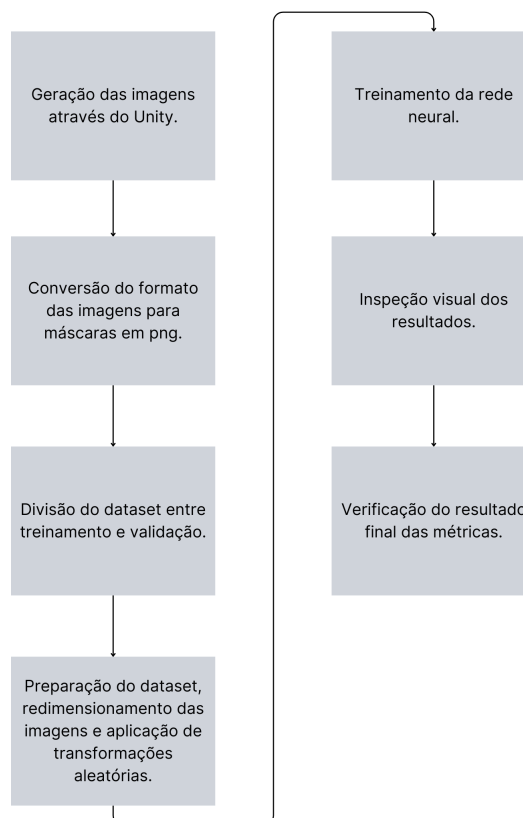 Geração das imagens
através do Unity.
Conversão do formato
das imagens para
máscaras em png.
Divisão do dataset entre
treinamento e validação.
Preparação do dataset,
redimensionamento das
imagens e aplicação de
transformações
aleatórias.
Treinamento da rede
neural.
Inspeção visual dos
resultados.
Verificação do resultado
final das métricas.